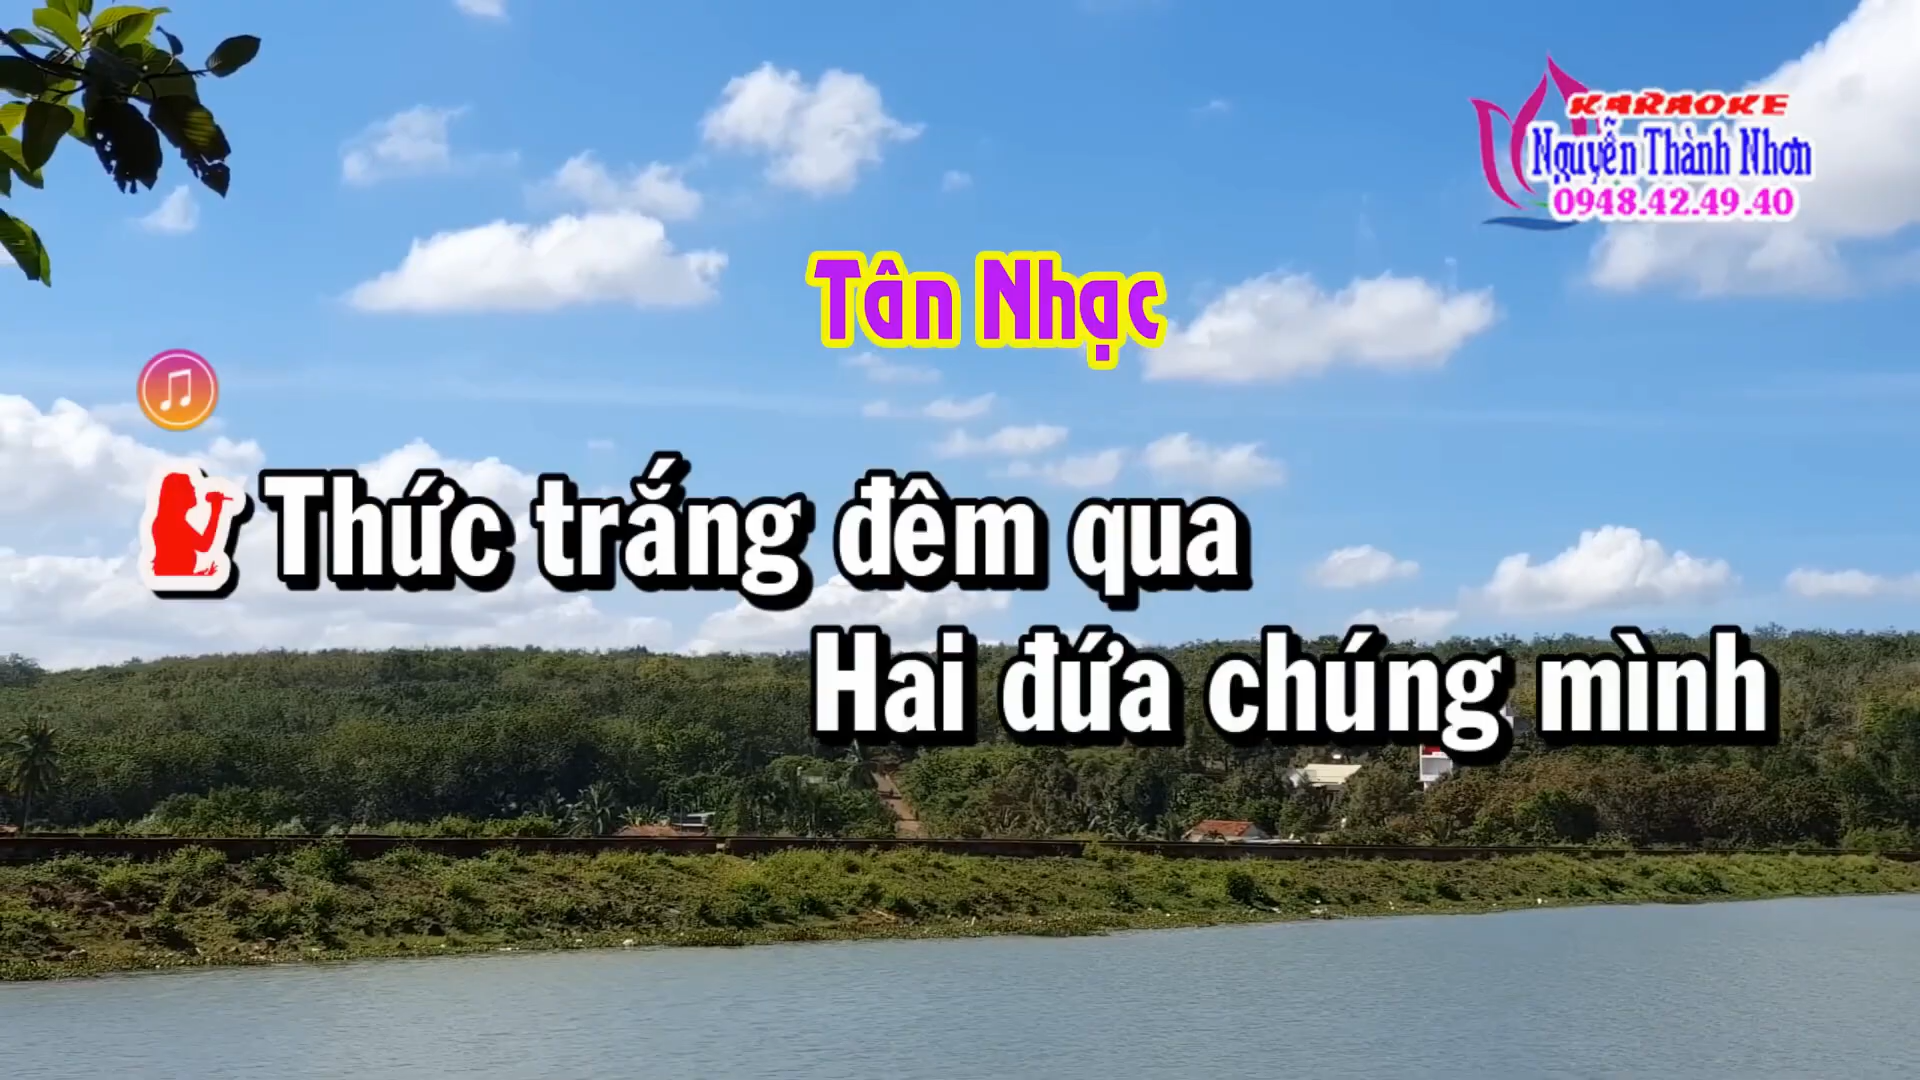 KARAOKE
Nguyễn Thành Nhơn
0948.42.49.40
Tân Nhạc
Thức trắng đêm qua
Hai đứa chúng mình